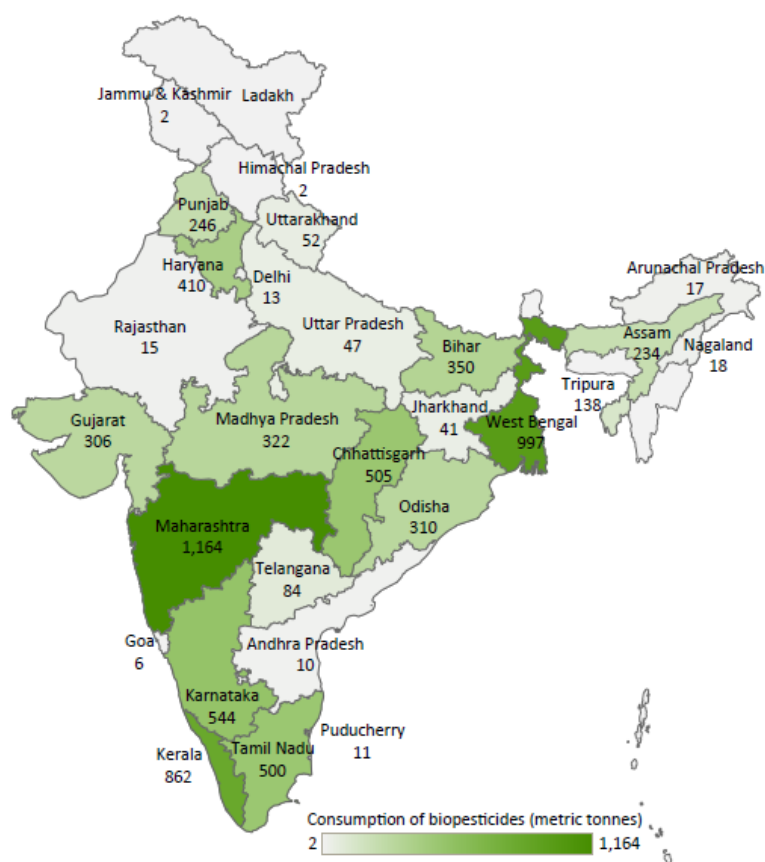 Jammu & Kashmir
2
Ladakh
Himachal Pradesh
2
Punjab
246
Uttarakhand
52
Haryana
410
Delhi
13
Arunachal Pradesh
17
Rajasthan
15
Uttar Pradesh
47
Bihar
350
Assam
234
Nagaland
18
Tripura
138
Gujarat
306
Madhya Pradesh
322
Jharkhand
41
West Bengal
997
Chhattisgarh
505
Odisha
310
Maharashtra
1,164
Telangana
84
Goa
6
Andhra Pradesh
10
Karnataka
544
Puducherry
11
Kerala
862
Tamil Nadu
500
Consumption of biopesticides (metric tonnes)
2
1,164